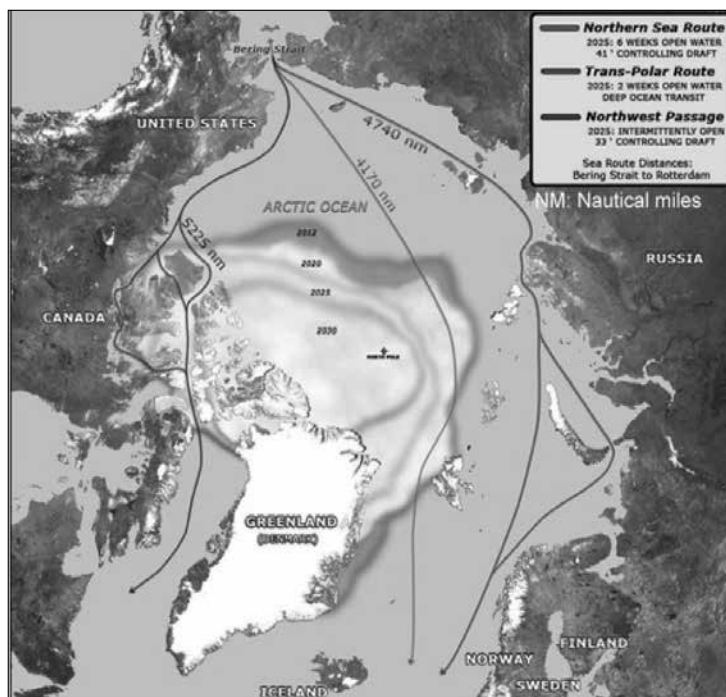 Bering Strait
Northern Sea Route
2025: 6 WEEKS OPEN WATER
41' CONTROLLING DRAFT
Trans-Polar Route
2025: 2 WEEKS OPEN WATER
DEEP OCEAN TRANSIT
Northwest Passage
2025: INTERMITTENTLY OPEN
33' CONTROLLING DRAFT
Sea Route Distances:
Bering Strait to Rotterdam
NM: Nautical miles
UNITED STATES
4740 nm
4170 nm
5225 nm
ARCTIC OCEAN
2012
2020
2025
2030
NORTH POLE
RUSSIA
CANADA
GREENLAND
(DENMARK)
ICELAND
NORWAY
FINLAND
SWEDEN